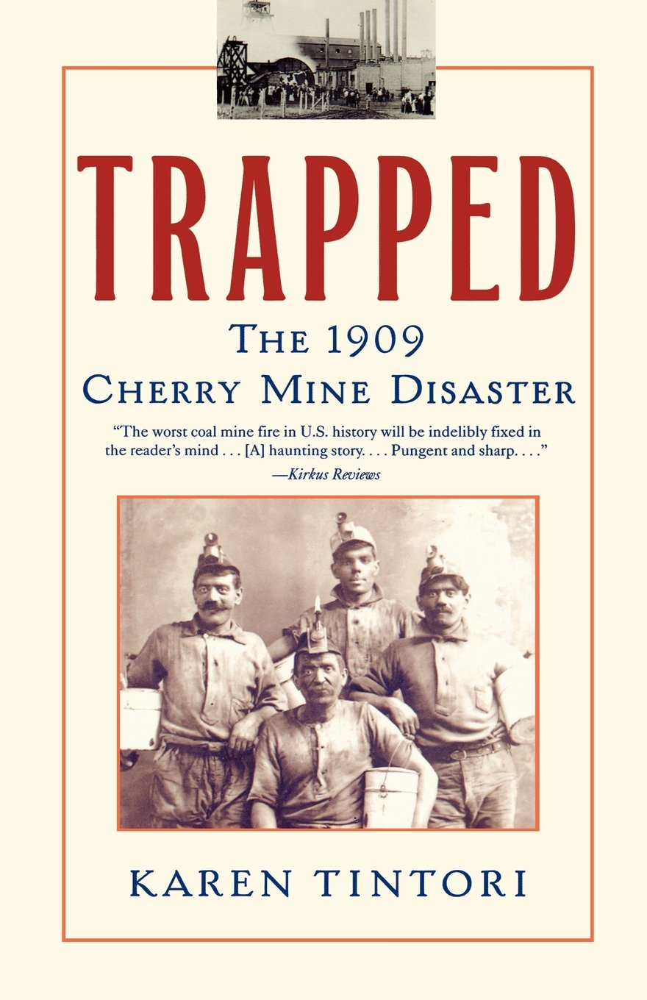 TRAPPED
THE 1909
CHERRY MINE DISASTER
“The worst coal mine fire in U.S. history will be indelibly fixed in
the reader’s mind . . . [A] haunting story. . . . Pungent and sharp. . . .”
—Kirkus Reviews
KAREN TINTORI